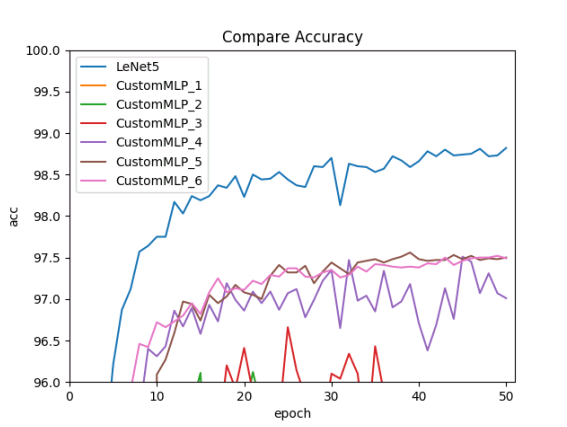 Compare Accuracy
100.0
99.5
99.0
98.5
98.0
97.5
97.0
96.5
96.0
acc
LeNet5
CustomMLP_1
CustomMLP_2
CustomMLP_3
CustomMLP_4
CustomMLP_5
CustomMLP_6
0 10 20 30 40 50
epoch